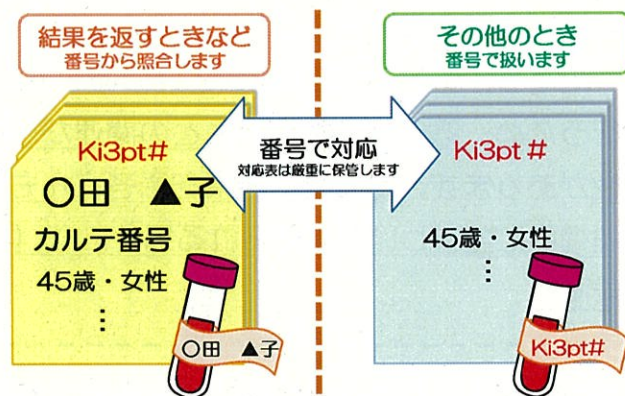 結果を返すときなど
番号から照合します
その他のとき
番号で扱います
Ki3pt#
〇田 ▲子
カルテ番号
45歳・女性
⋮
〇田 ▲子
番号で対応
対応表は厳重に保管します
Ki3pt#
45歳・女性
⋮
Ki3pt#